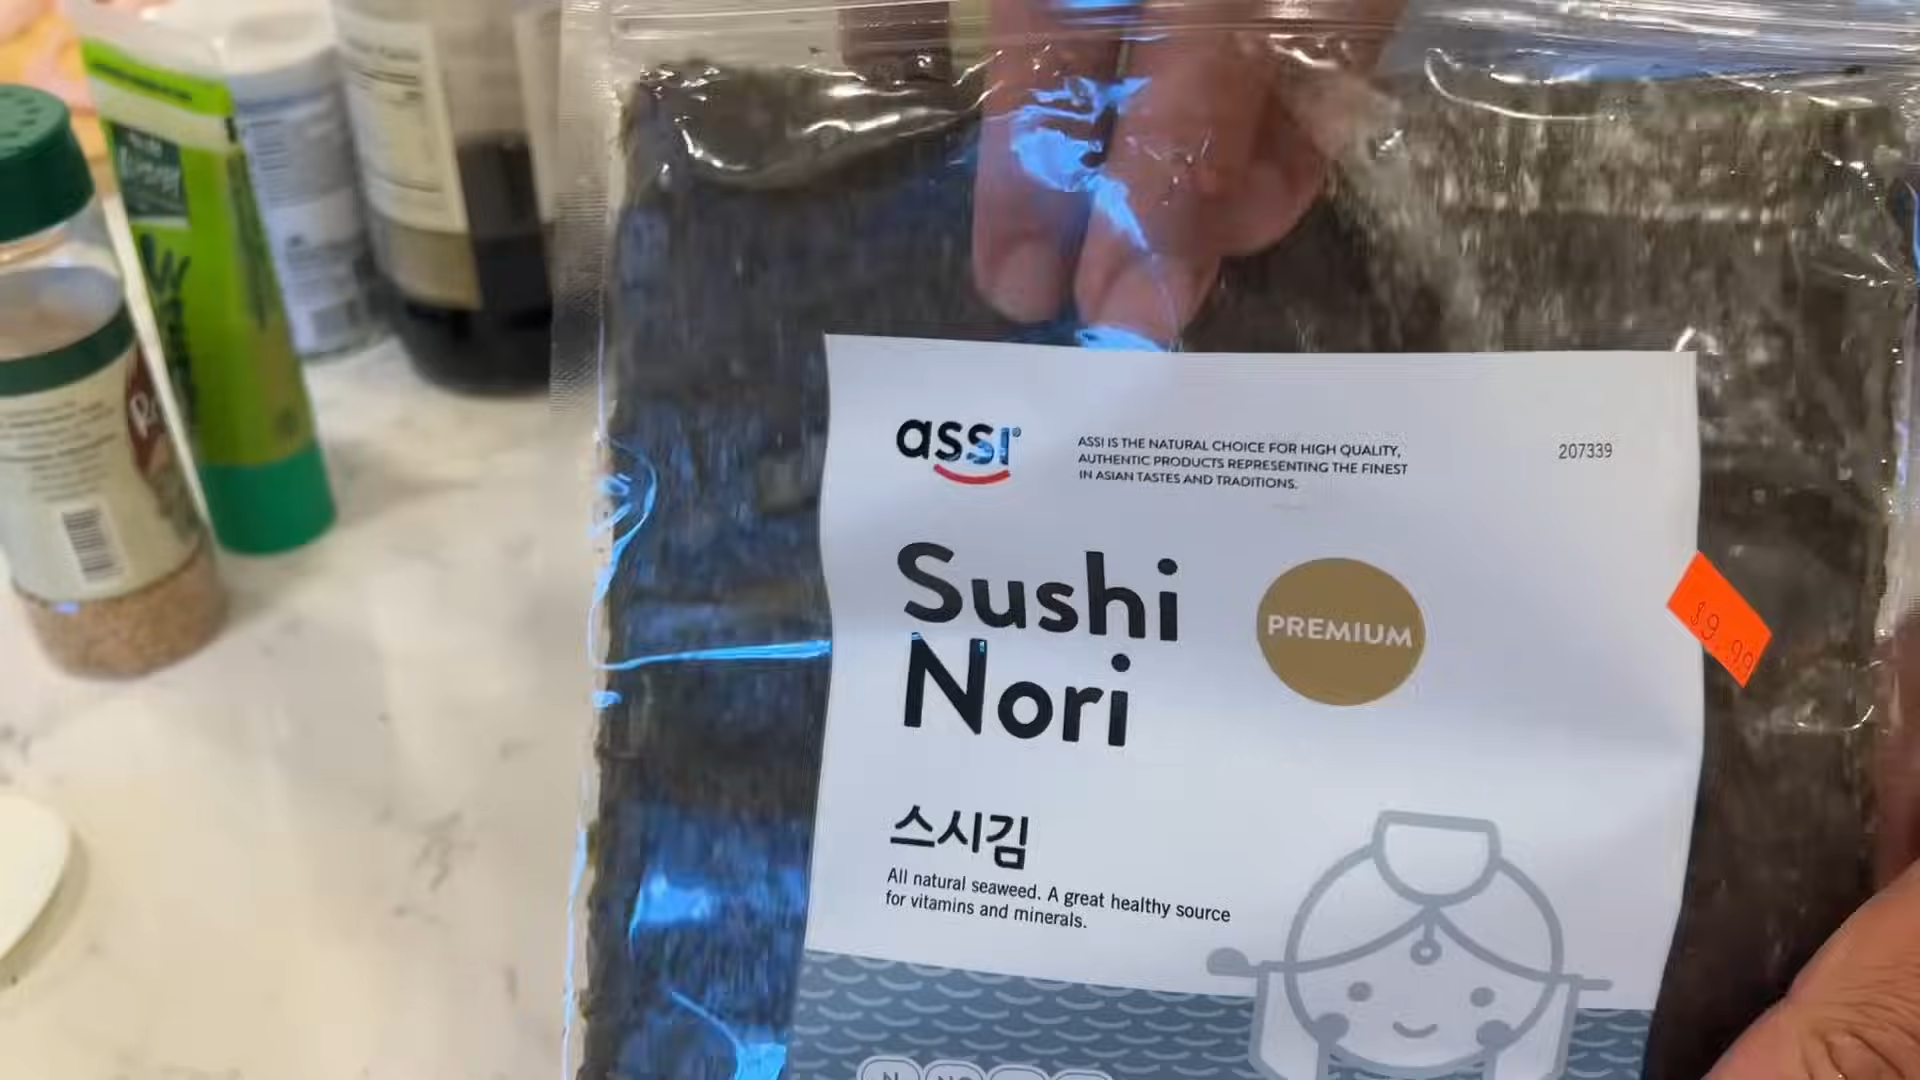 assi®
ASSI IS THE NATURAL CHOICE FOR HIGH QUALITY,
AUTHENTIC PRODUCTS REPRESENTING THE FINEST
IN ASIAN TASTES AND TRADITIONS.
207339
Sushi
Nori
PREMIUM
$9.99
스시김
All natural seaweed. A great healthy source
for vitamins and minerals.